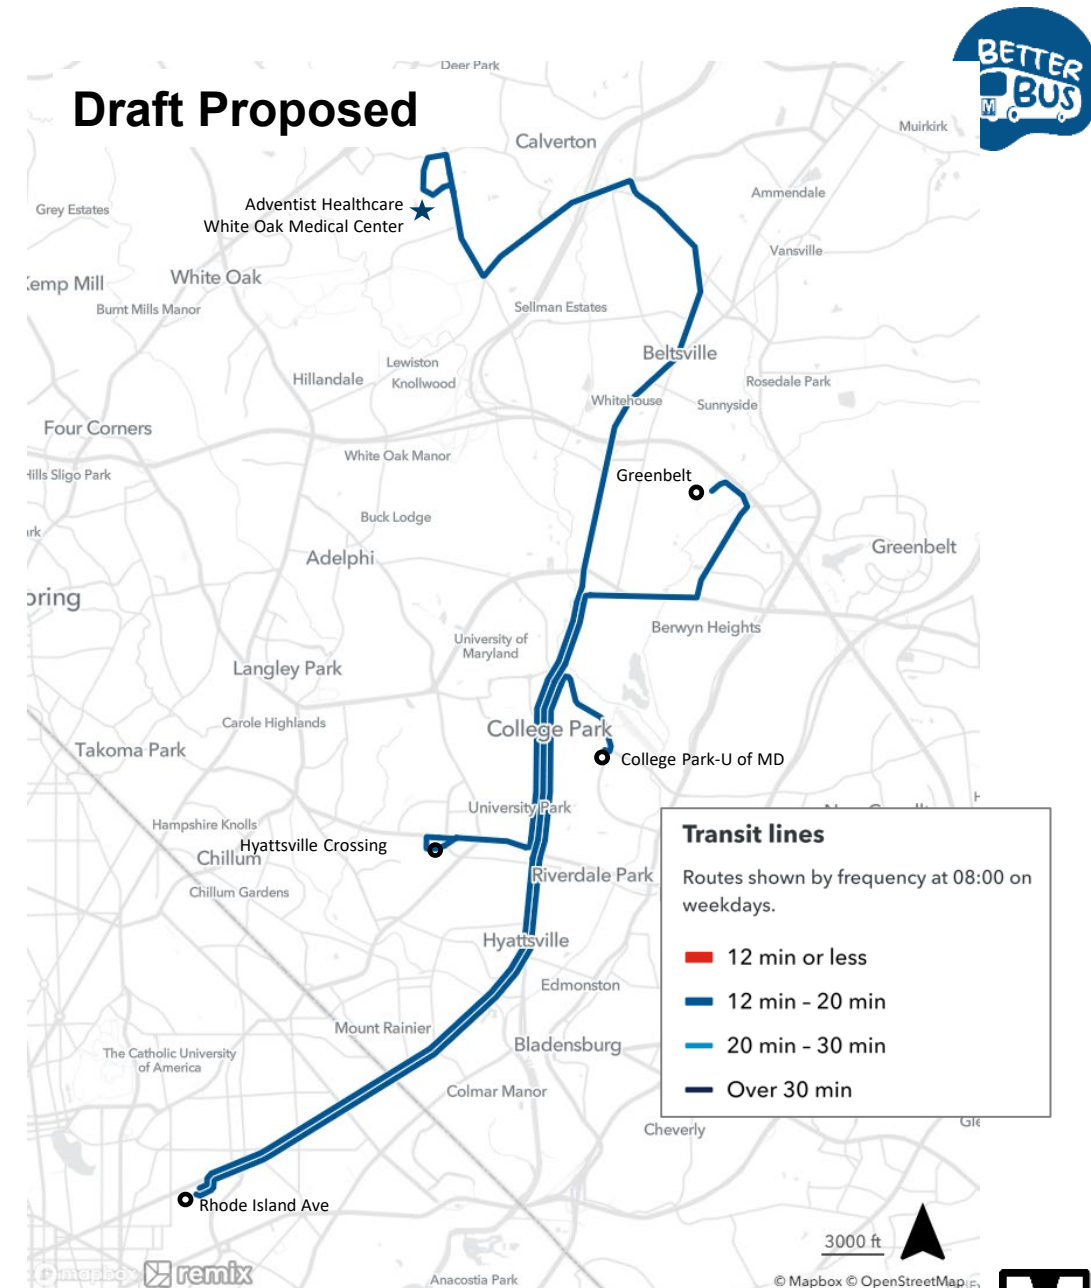 BETTER
BUS
M
Draft Proposed
Deer Park
Calverton
Muirkirk
Grey Estates
Adventist Healthcare
White Oak Medical Center
Ammendale
Vansville
Kemp Mill
White Oak
Burnt Mills Manor
Sellman Estates
Beltsville
Lewiston
Hillandale
Knollwood
Rosedale Park
Whitehouse
Sunnyside
Four Corners
White Oak Manor
Hills Sligo Park
Greenbelt
Buck Lodge
ark
Adelphi
Greenbelt
pring
Berwyn Heights
University of
Maryland
Langley Park
Carole Highlands
College Park
Takoma Park
College Park-U of MD
University Park
Hampshire Knolls
Hyattsville Crossing
Chillum
Riverdale Park
Chillum Gardens
Hyattsville
Edmonston
Mount Rainier
Bladensburg
The Catholic University
of America
Colmar Manor
Cheverly
Transit lines
Routes shown by frequency at 08:00 on
weekdays.
12 min or less
12 min – 20 min
20 min – 30 min
Over 30 min
Gle
Rhode Island Ave
3000 ft
mapbox remix
Anacostia Park
© Mapbox © OpenStreetMap